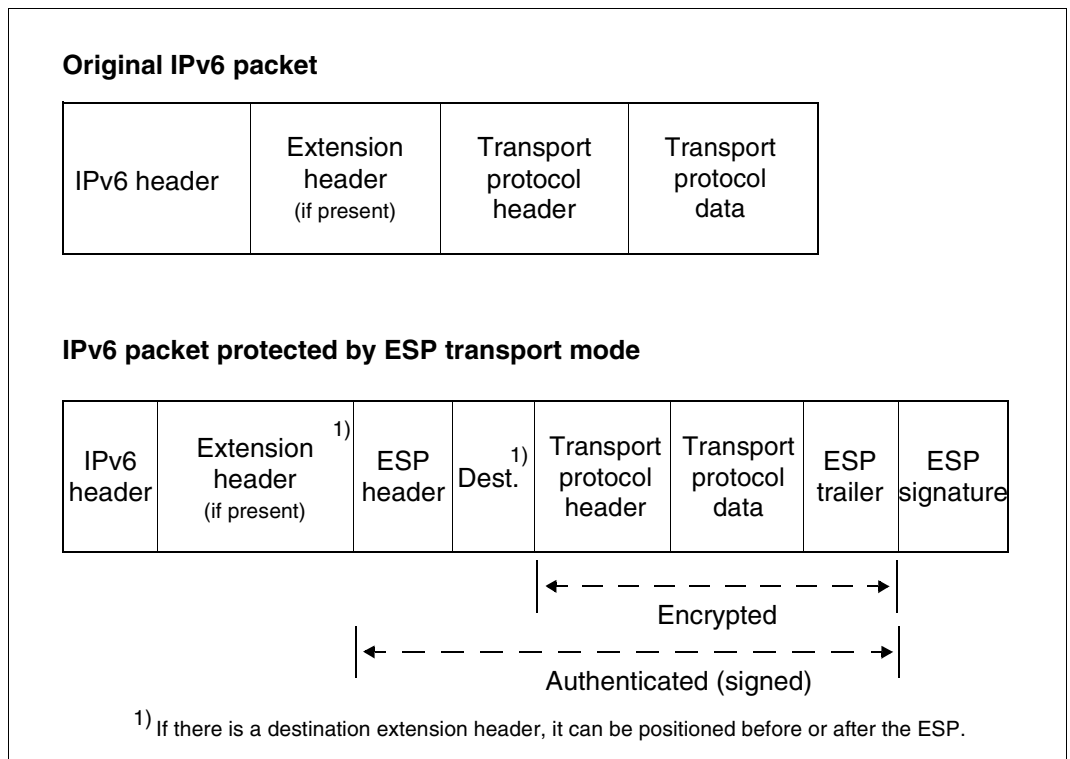 Original IPv6 packet
IPv6 header
Extension
header
(if present)
Transport
protocol
header
Transport
protocol
data
IPv6 packet protected by ESP transport mode
IPv6
header
Extension
header
(if present)
1)
ESP
header
Dest.
1)
Transport
protocol
header
Transport
protocol
data
ESP
trailer
ESP
signature
Encrypted
Authenticated (signed)
1) If there is a destination extension header, it can be positioned before or after the ESP.